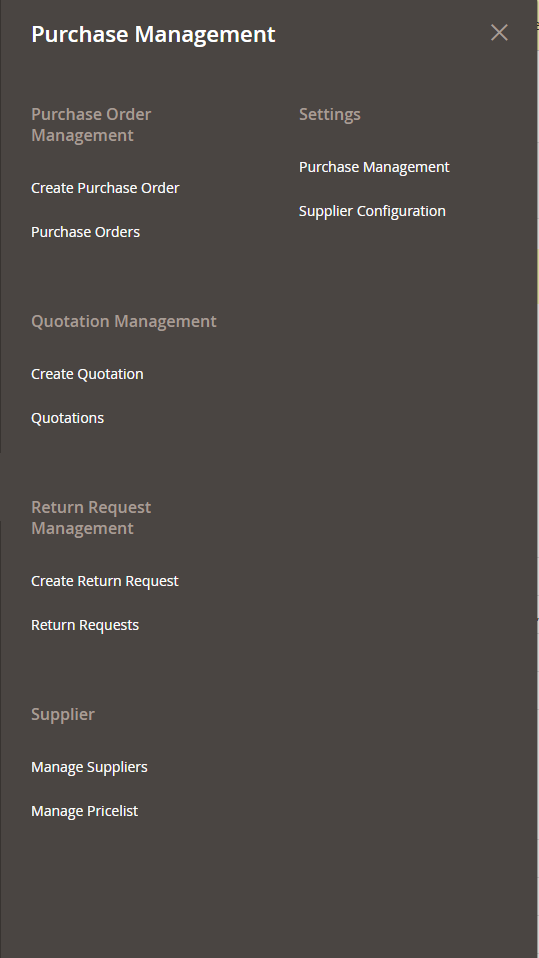 Purchase Management
Purchase Order
Management
Create Purchase Order
Purchase Orders
Quotation Management
Create Quotation
Quotations
Return Request
Management
Create Return Request
Return Requests
Supplier
Manage Suppliers
Manage Pricelist
Settings
Purchase Management
Supplier Configuration